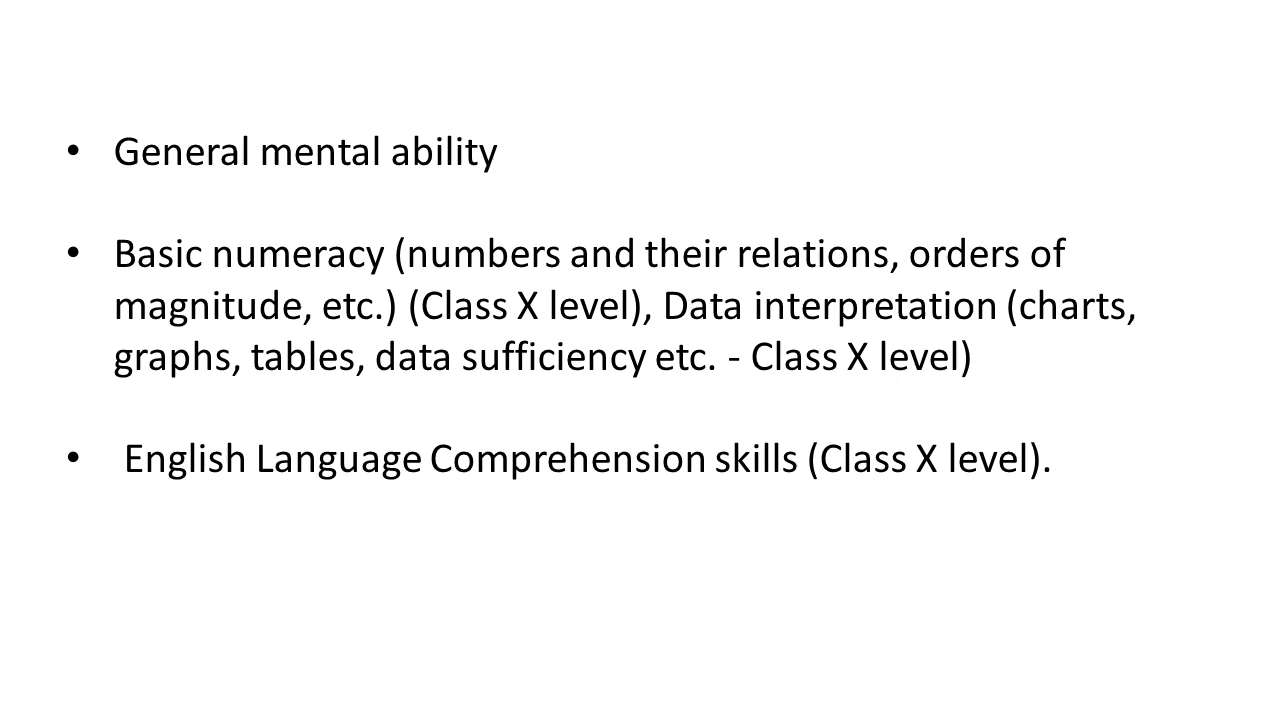 • General mental ability
• Basic numeracy (numbers and their relations, orders of
magnitude, etc.) (Class X level), Data interpretation (charts,
graphs, tables, data sufficiency etc. - Class X level)
• English Language Comprehension skills (Class X level).